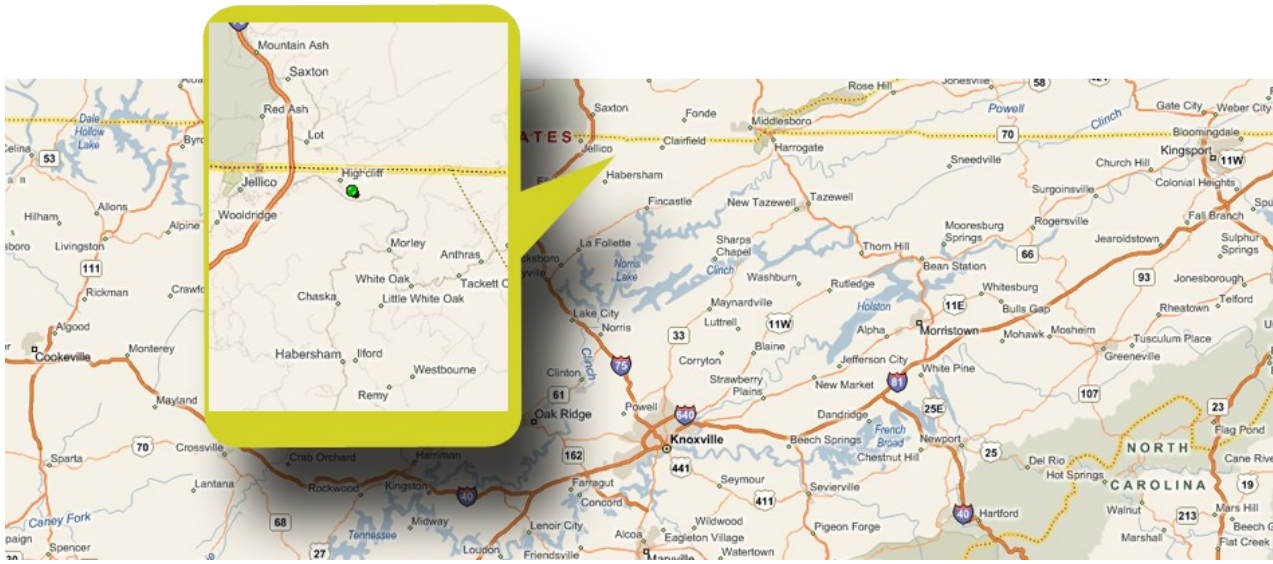 Mountain Ash
Saxton
Red Ash
Lot
Highcliff
Jellico
Wooldridge
Morley
Anthras
White Oak
Tackett C
Chaska
Little White Oak
Habersham
Ilford
Westbourne
Remy
Dale
Hollow
Lake
Celina
53
Byr
Hilham
Allons
Alpine
sboro
Livingston
111
Rickman
Crawfo
Algood
Cookeville
Monterey
Mayland
70
Crossville
Sparta
Crab Orchard
Lantana
Rockwood
Harriman
Kingston
40
Caney Fork
68
Midway
Tennessee
Spencer
27
Loudon
paign
30
ATES
Saxton
Fonde
Rose Hill
Jonesville
58
Gate City
Weber City
Middlesboro
Powell
Clinch
70
Bloomingdale
Jellico
Clairfield
Harrogate
Kingsport
11W
Sneedville
Church Hill
Habersham
Colonial Heights
Surgoinsville
Fincastle
New Tazewell
Tazewell
Rogersville
Fall Branch
Spu
Mooresburg
Springs
Jearoldstown
Sulphur
Springs
La Follette
Sharps
Chapel
Thorn Hill
66
Norris
Lake
Clinch
Bean Station
cksboro
ryville
Washburn
Rutledge
93
Jonesborough
Whitesburg
Holston
11E
Bulls Gap
Rheatown
Telford
Maynardville
Lake City
Norris
Luttrell
11W
Alpha
Morristown
Mohawk
Mosheim
33
Blaine
Tusculum Place
Greeneville
Clinch
75
Corryton
Jefferson City
White Pine
Clinton
Strawberry
Plains
New Market
81
61
107
Oak Ridge
Powell
640
Dandridge
25E
23
Knoxville
Beech Springs
French
Broad
Newport
Flag Pond
Chestnut Hill
25
NORTH
CAROLINA
162
441
Del Rio
Hot Springs
Cane Rive
Farragut
Seymour
Sevierville
19
Concord
411
Walnut
Mars Hill
213
Wildwood
40
Hartford
Lenoir City
Alcoa
Eagleton Village
Pigeon Forge
Marshall
Beech G
Friendsville
Watertown
Flat Creek
Maryville